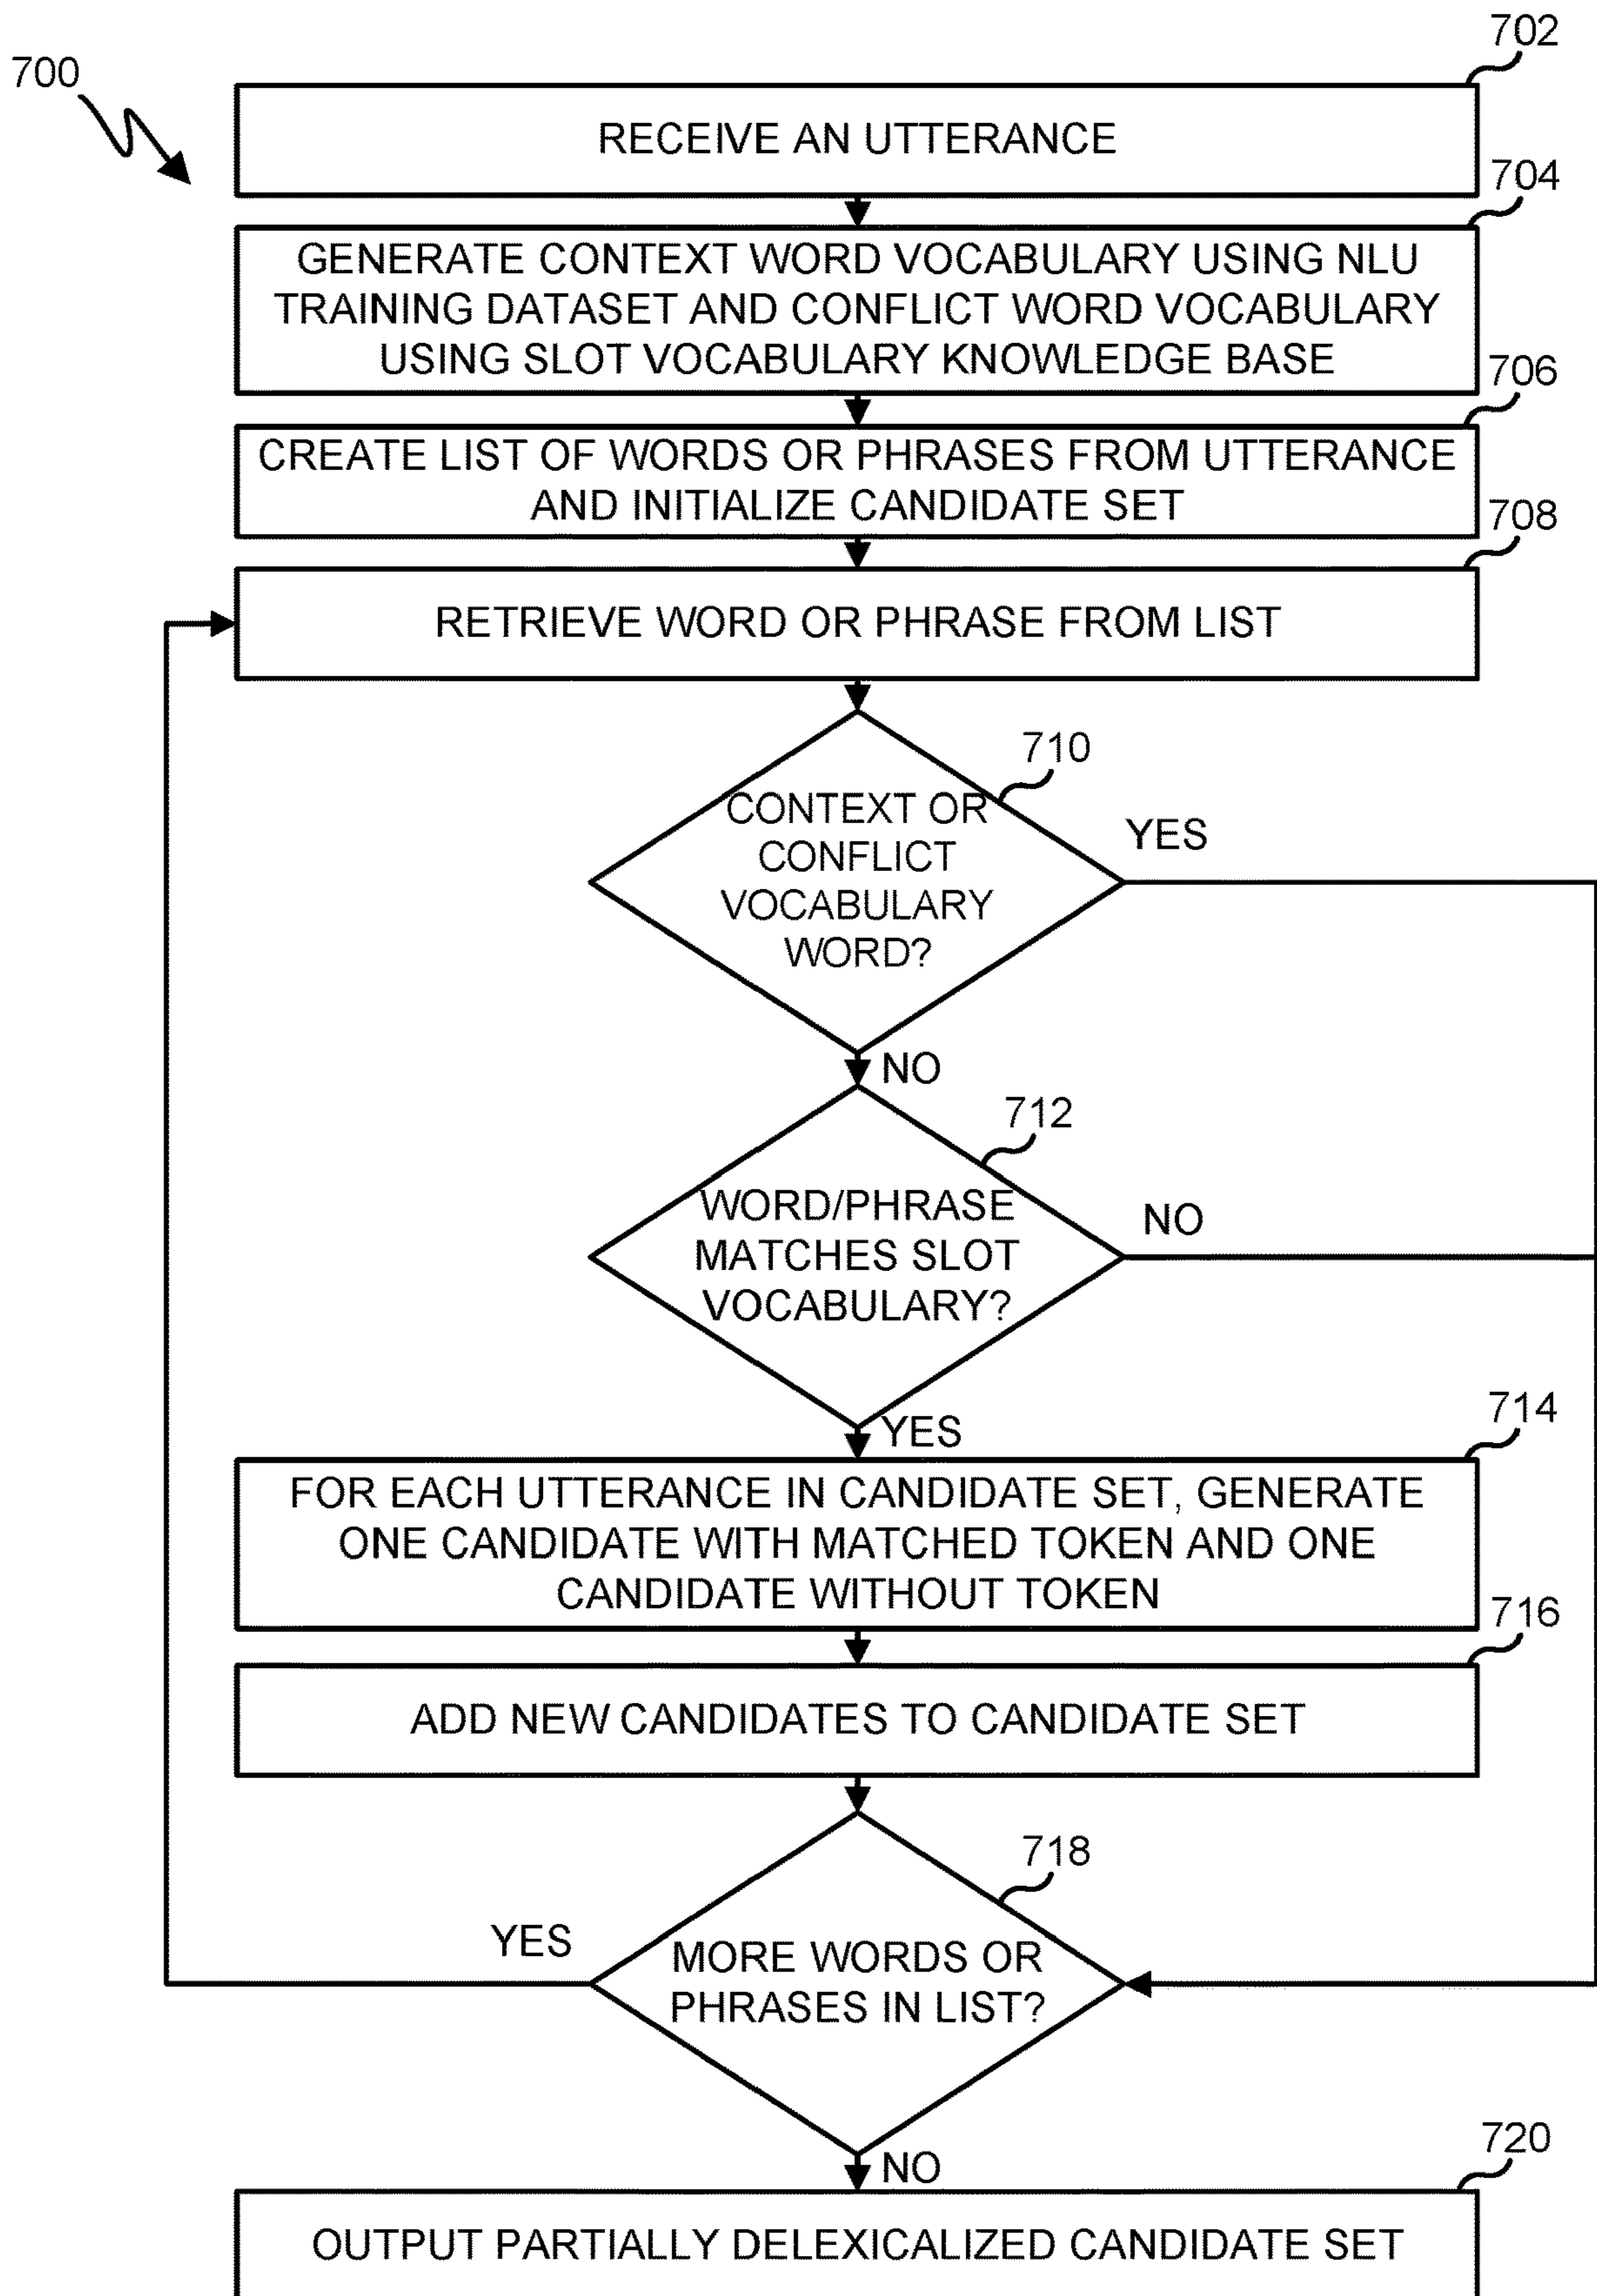 702
700
RECEIVE AN UTTERANCE
704
GENERATE CONTEXT WORD VOCABULARY USING NLU
TRAINING DATASET AND CONFLICT WORD VOCABULARY
USING SLOT VOCABULARY KNOWLEDGE BASE
706
CREATE LIST OF WORDS OR PHRASES FROM UTTERANCE
AND INITIALIZE CANDIDATE SET
708
RETRIEVE WORD OR PHRASE FROM LIST
710
CONTEXT OR
CONFLICT
VOCABULARY
WORD?
YES
NO
712
WORD/PHRASE
MATCHES SLOT
VOCABULARY?
NO
YES
714
FOR EACH UTTERANCE IN CANDIDATE SET, GENERATE
ONE CANDIDATE WITH MATCHED TOKEN AND ONE
CANDIDATE WITHOUT TOKEN
716
ADD NEW CANDIDATES TO CANDIDATE SET
718
YES
MORE WORDS OR
PHRASES IN LIST?
NO
720
OUTPUT PARTIALLY DELEXICALIZED CANDIDATE SET